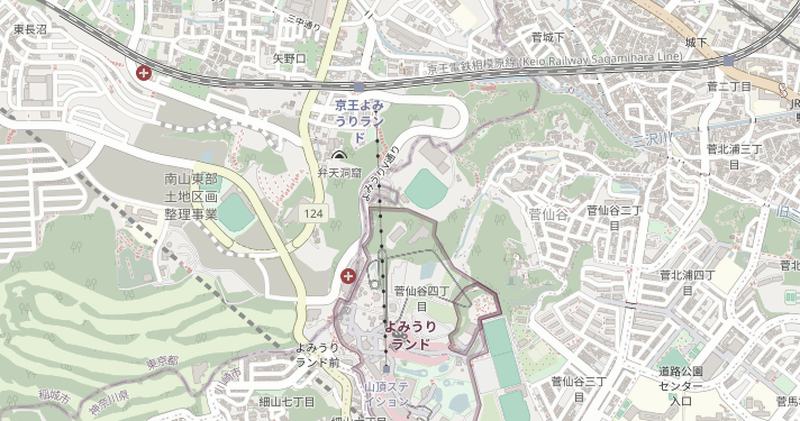 三中通り
東長沼
菅城下
城下
矢野口
京王電鉄相模原線 (Keio Railway Sagamihara Line)
菅二丁目
京王よみ
うりラン
ド
三沢川
菅北浦三丁
目
弁天洞窟
よみうりV通り
南山東部
土地区画
整理事業
124
菅仙谷
菅仙谷三丁
目
菅北浦四丁
目
菅仙谷四丁
目
よみうり
ランド
よみうり
ランド前
東京都
稲城市
神奈川県
川崎市
山頂ステ
イション
菅仙谷三丁
目
道路公園
センター
入口
細山七丁目